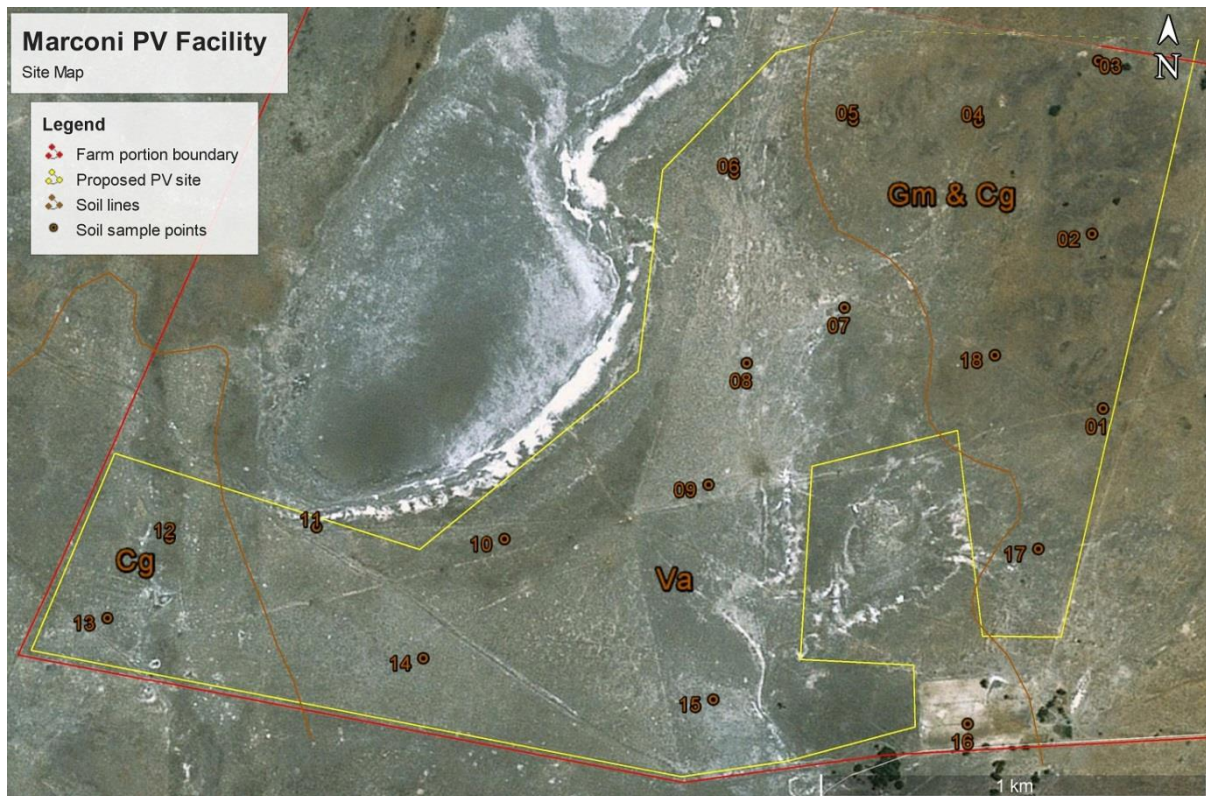 Marconi PV Facility
Site Map
N
Legend
Farm portion boundary
Proposed PV site
Soil lines
Soil sample points
03
05
04
06
Gm & Cg
02
07
18
08
01
09
11
12
10
17
Cg
Va
13
14
15
16
1 km